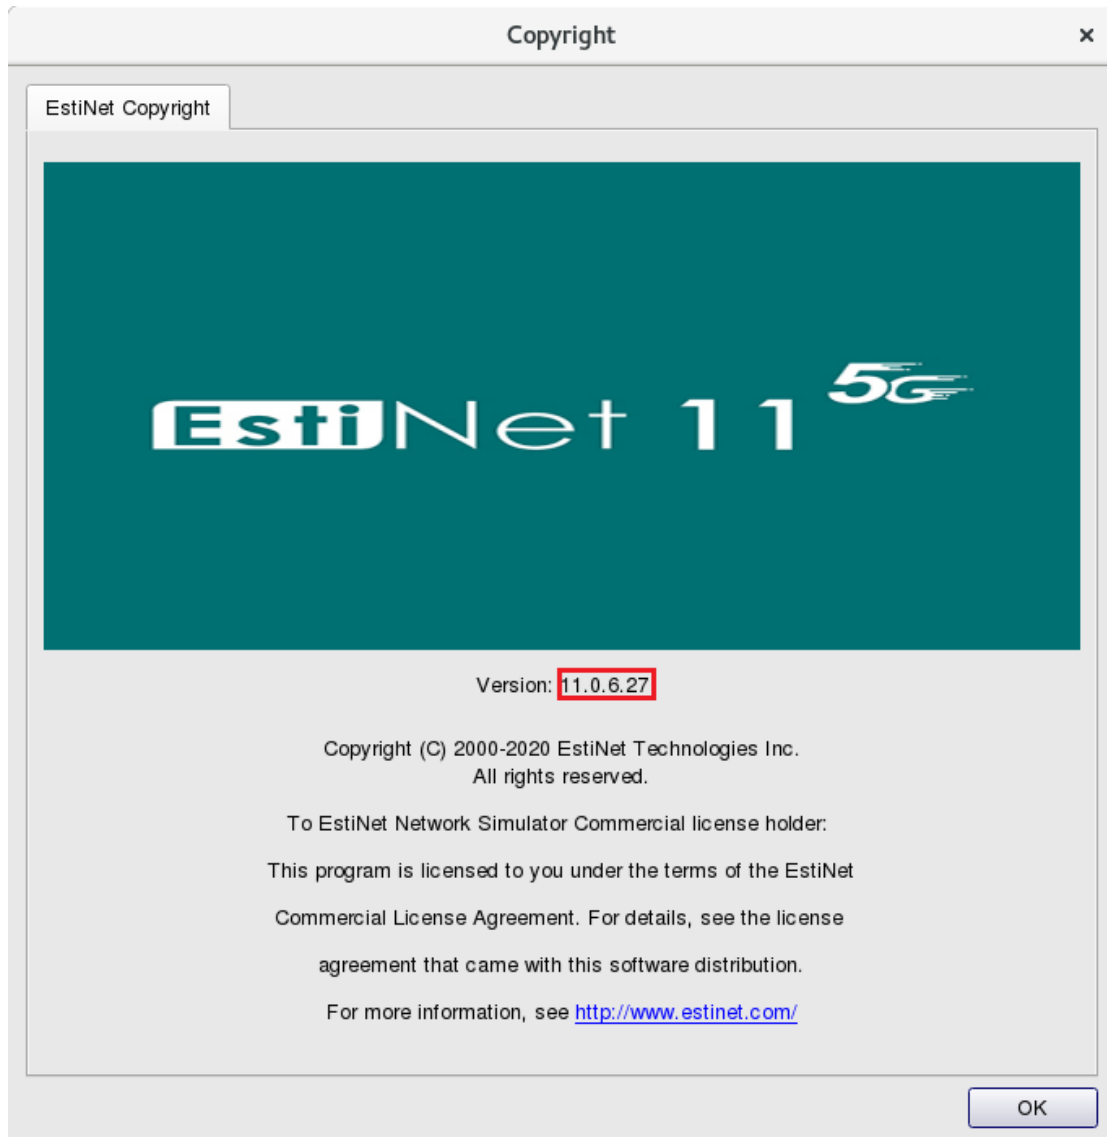 Copyright ×
EstiNet Copyright
EstiNet 11 5G
Version: 11.0.6.27
Copyright (C) 2000-2020 EstiNet Technologies Inc.
All rights reserved.
To EstiNet Network Simulator Commercial license holder:
This program is licensed to you under the terms of the EstiNet
Commercial License Agreement. For details, see the license
agreement that came with this software distribution.
For more information, see http://www.estinet.com/
OK